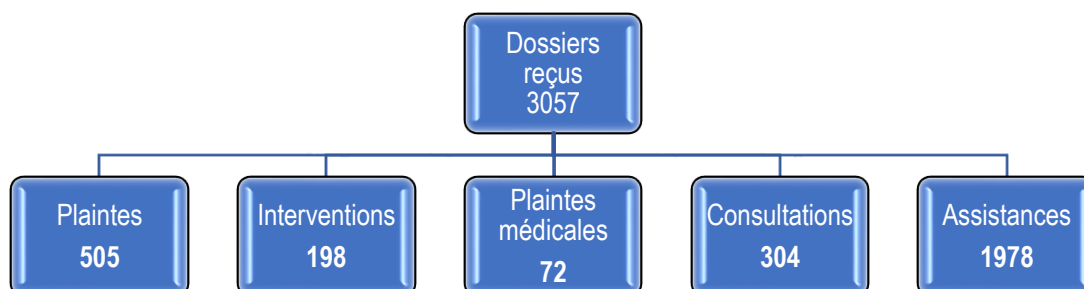 Dossiers
reçus
3057
Plaintes
505
Interventions
198
Plaintes
médicales
72
Consultations
304
Assistances
1978